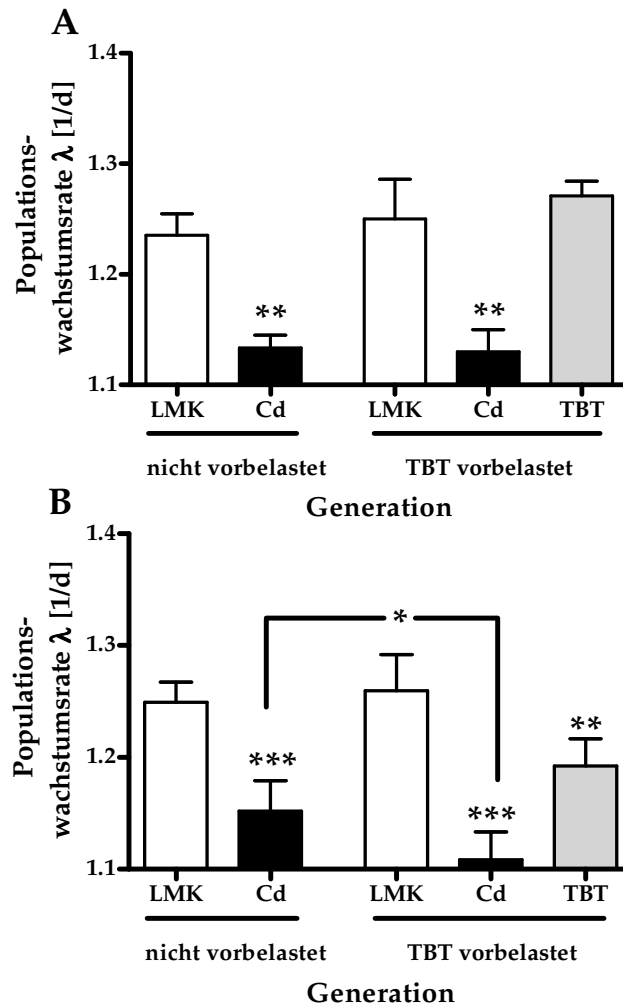 A
Populations-
wachstumsrate λ [1/d]
1.4
1.3
1.2
1.1
** **
LMK Cd LMK Cd TBT
nicht vorbelastet TBT vorbelastet
Generation
B
Populations-
wachstumsrate λ [1/d]
1.4
1.3
1.2
1.1
*
**
***
***
LMK Cd LMK Cd TBT
nicht vorbelastet TBT vorbelastet
Generation